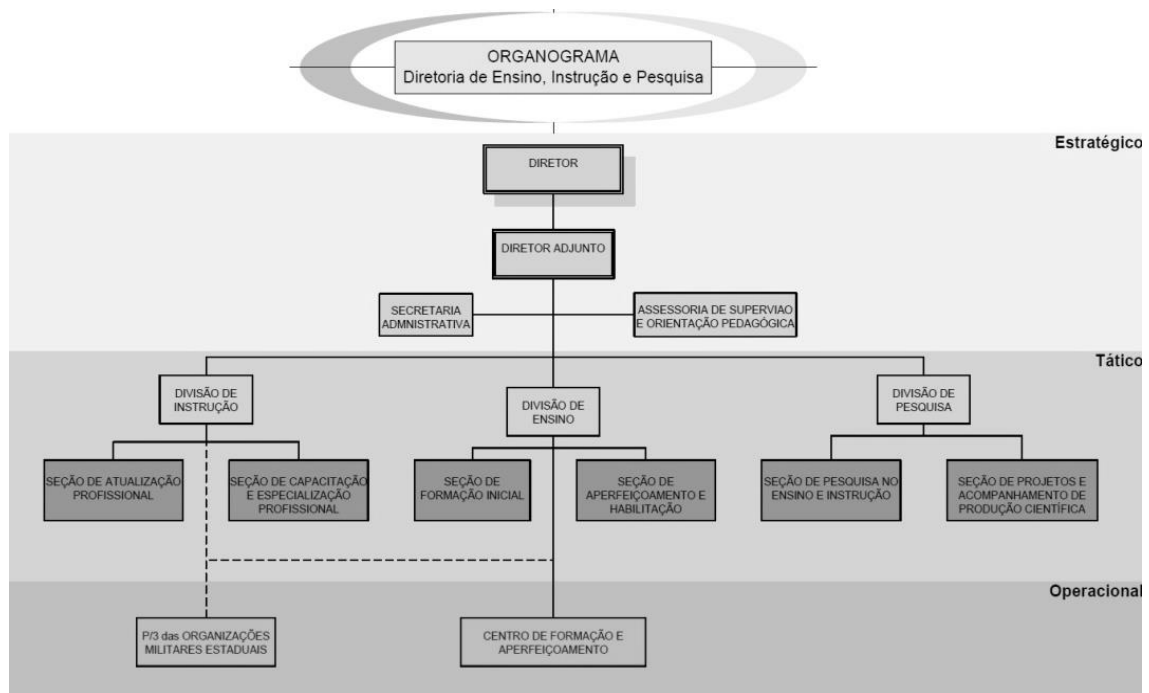 ORGANOGRAMA
Diretoria de Ensino, Instrução e Pesquisa
Estratégico
DIRETOR
DIRETOR ADJUNTO
SECRETARIA
ADMNISTRATIVA
ASSESSORIA DE SUPERVIAO
E ORIENTAÇÃO PEDAGÓGICA
Tático
DIVISÃO DE
INSTRUÇÃO
DIVISÃO DE
ENSINO
DIVISÃO DE
PESQUISA
SEÇÃO DE ATUALIZAÇÃO
PROFISSIONAL
SEÇÃO DE CAPACITAÇÃO
E ESPECIALIZAÇÃO
PROFISSIONAL
SEÇÃO DE
FORMAÇÃO INICIAL
SEÇÃO DE
APERFEIÇOAMENTO E
HABILITAÇÃO
SEÇÃO DE PESQUISA NO
ENSINO E INSTRUÇÃO
SEÇÃO DE PROJETOS E
ACOMPANHAMENTO DE
PRODUÇÃO CIENTÍFICA
Operacional
P/3 das ORGANIZAÇÕES
MILITARES ESTADUAIS
CENTRO DE FORMAÇÃO E
APERFEIÇOAMENTO